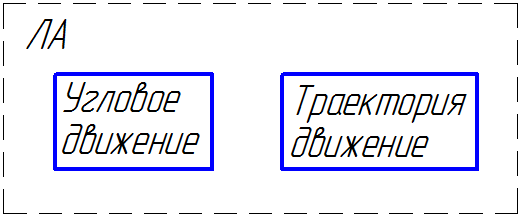 ЛА
Угловое
движение
Траектория
движение